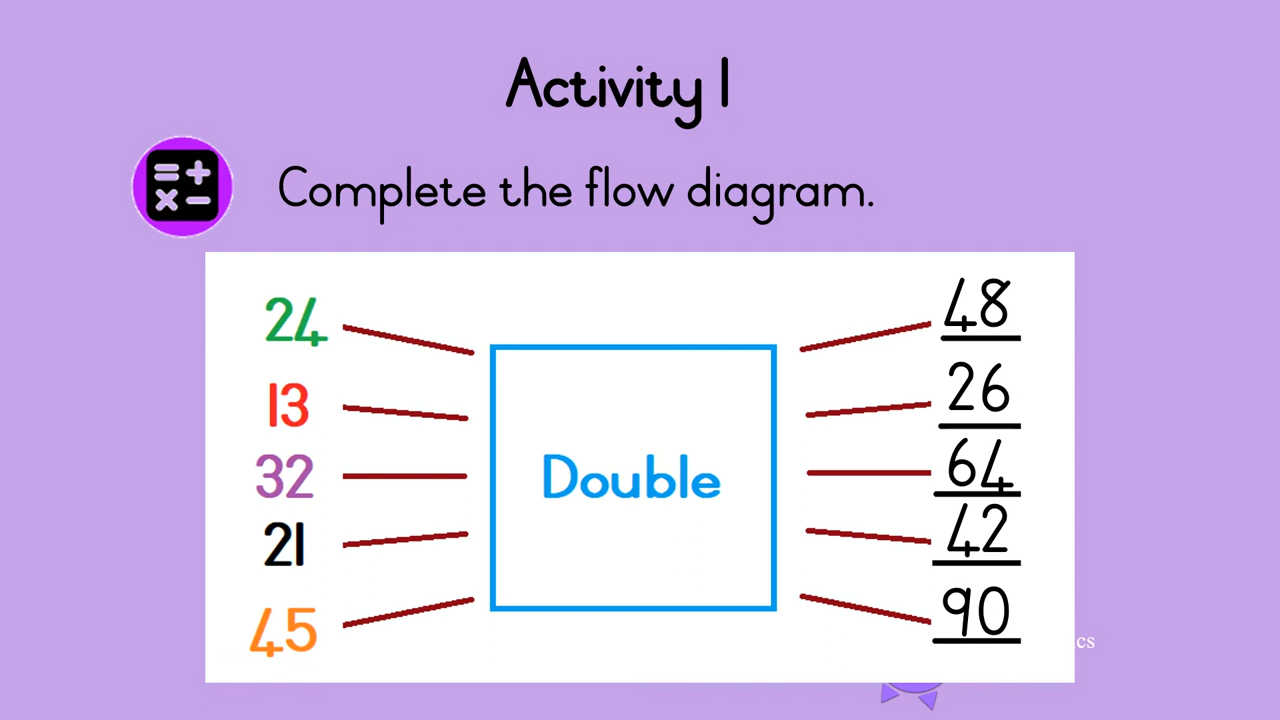 Activity 1
Complete the flow diagram.
24 48
13 26
32 Double 64
21 42
45 90